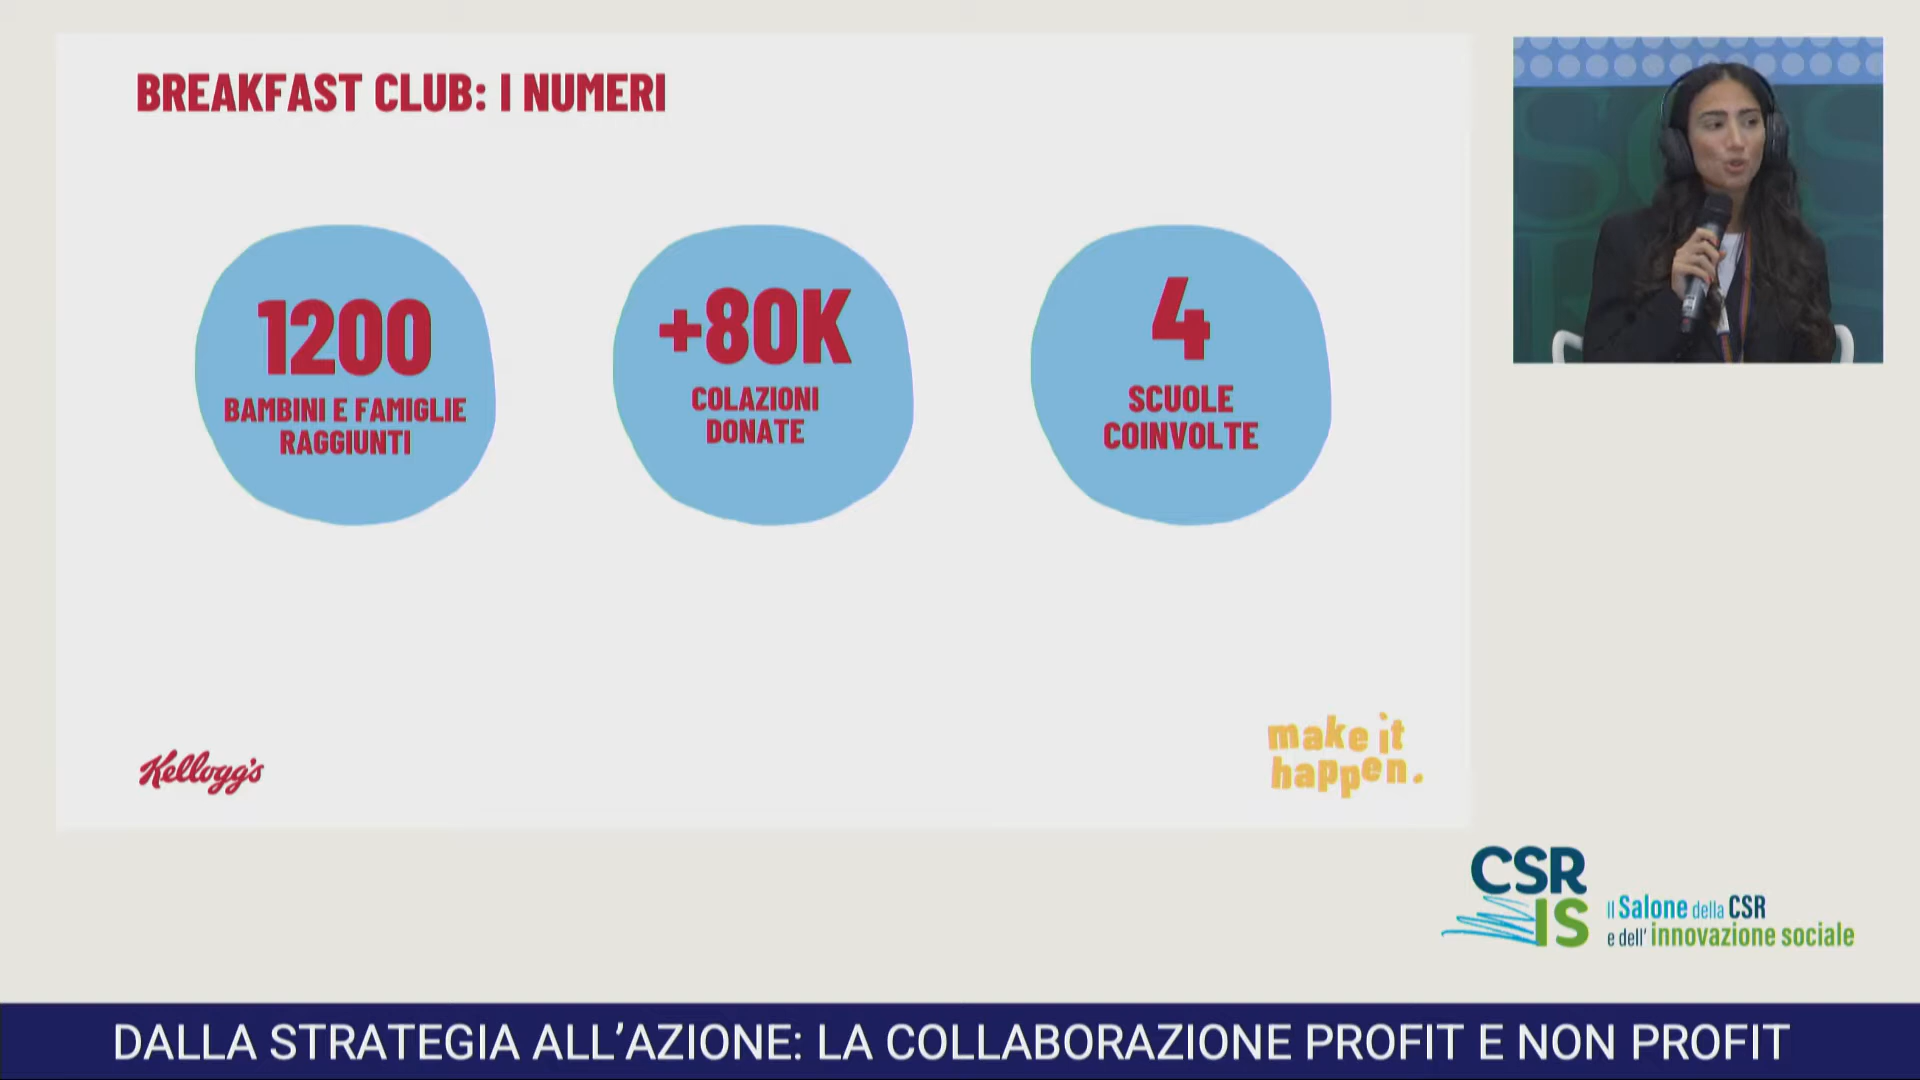 BREAKFAST CLUB: I NUMERI
1200
BAMBINI E FAMIGLIE
RAGGIUNTI
+80K
COLAZIONI
DONATE
4
SCUOLE
COINVOLTE
Kellogg's
make it
happen.
CSR
IS
Il Salone della CSR
e dell' innovazione sociale
DALLA STRATEGIA ALL'AZIONE: LA COLLABORAZIONE PROFIT E NON PROFIT